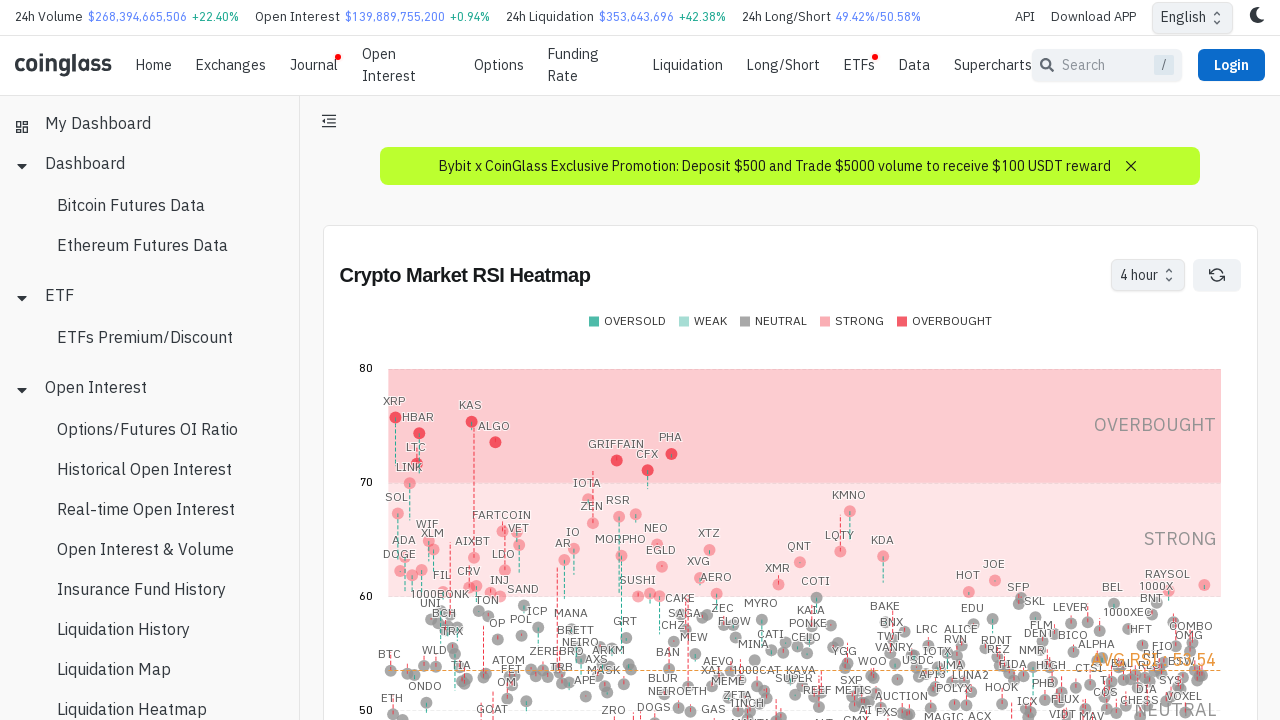 24h Volume $268,394,665,506 +22.40% Open Interest $139,889,755,200 +0.94% 24h Liquidation $353,643,696 +42.38% 24h Long/Short 49.42%/50.58% API Download APP English
coinglass Home Exchanges Journal Open Interest Options Funding Rate Liquidation Long/Short ETFs Data Supercharts Search / Login
My Dashboard
Dashboard
Bitcoin Futures Data
Ethereum Futures Data
ETF
ETFs Premium/Discount
Open Interest
Options/Futures OI Ratio
Historical Open Interest
Real-time Open Interest
Open Interest & Volume
Insurance Fund History
Liquidation History
Liquidation Map
Liquidation Heatmap
Bybit x CoinGlass Exclusive Promotion: Deposit $500 and Trade $5000 volume to receive $100 USDT reward
Crypto Market RSI Heatmap
4 hour
OVERSOLD WEAK NEUTRAL STRONG OVERBOUGHT
80
XRP KAS
HBAR ALGO OVERBOUGHT
GRIFFAIN PHA
LTC CFX
LINK
70
IOTA
SOL RSR KMNO
ZEN
FARTCOIN
WIF VET NEO
XLM IO XTZ LOTY
ADA AIXBT AR MORPHO QNT KDA STRONG
DOGE LDO EGLD
XVG XMR JOE
FIL CRV INJ SUSHI AERO COTI HOT RAYSOL
SAND SFP BEL 1000X
60
1000BONK TON CAKE
UNI ICP MANA SAGA ZEC MYRO KAIA BAKE EDU SKL LEVER BNT
BCH OP POL GRT CHZ FLOW PONKE BNX 1000XEC
TRX BRETT MEW CATI CELO TWT LRC ALICE ELM HFT COMBO
NEIRO MINA RVN RDNT DENT BICO DMG
BTC WLD ZEREBRO ARKM BAN YGG VANRY IOTX REZ NMR ALPHA FIO
TIA ATOM AXS AEVO WOO USDC UMA FIDA HIGH AVG RSI: 53.54
FET TRB MASK XAI 1000CAT KAVA API3 LUNA2 CTSI BSV
ONDO OM APE BLUR MEME SUPER SXP POLYX HOOK PHB SYS
ETH NEIROETH ZETA REEF METIS AUCTION ICX FLUX COS DIA VOXEL
GOAT ZRO DOGS GAS 1INCH AI FXS CHESS
50
MAGIC ACX MAV NEUTRAL